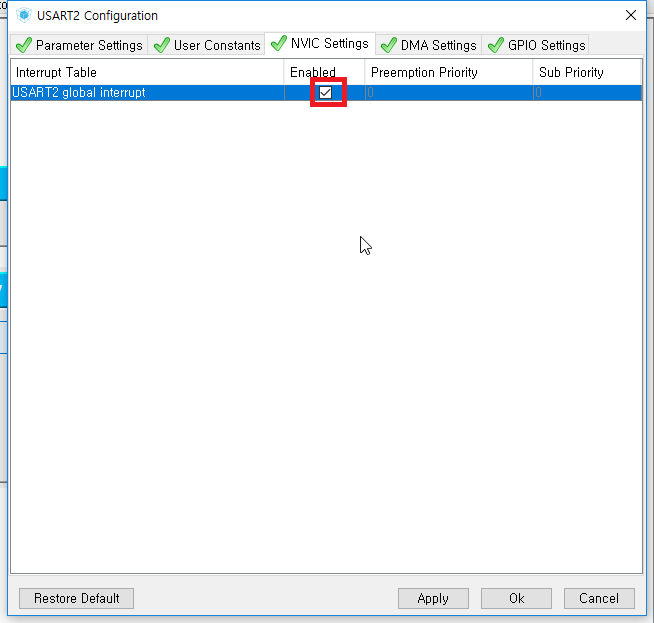 USART2 Configuration
Parameter Settings User Constants NVIC Settings DMA Settings GPIO Settings
Interrupt Table Enabled Preemption Priority Sub Priority
USART2 global interrupt 0 0
Restore Default Apply Ok Cancel